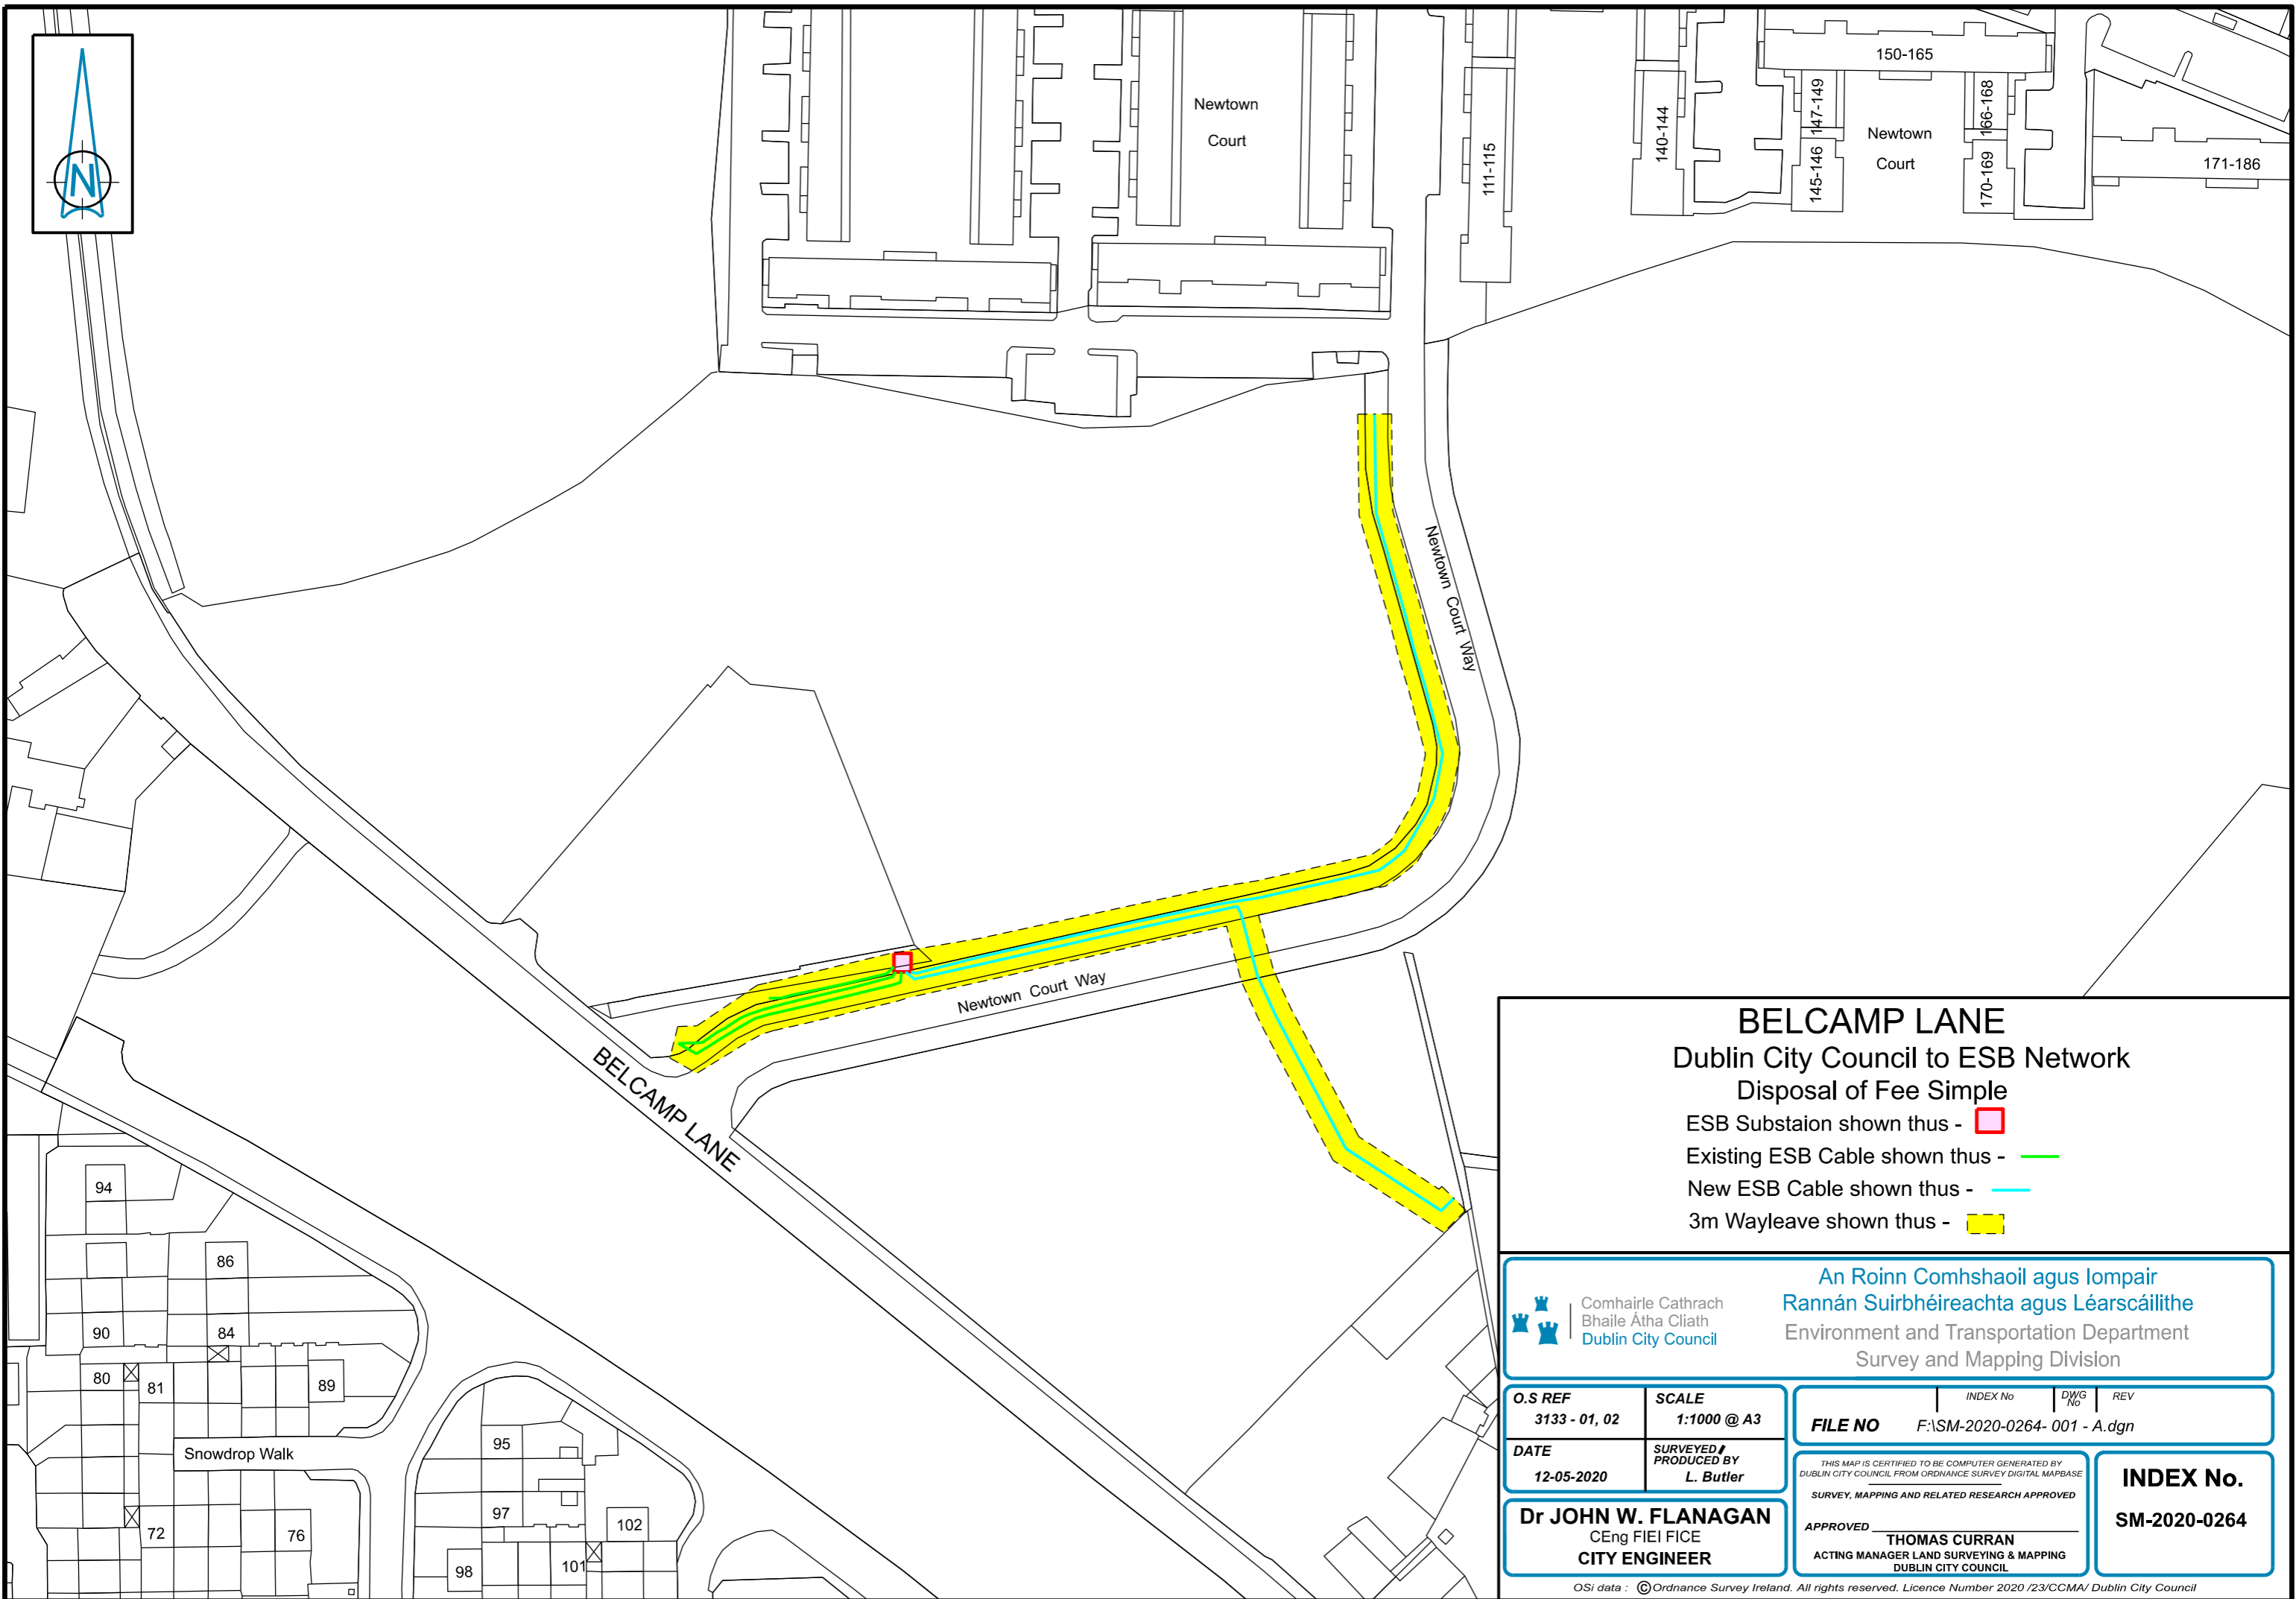 N
Newtown
Court
111-115
140-144
150-165
147-149
145-146
Newtown
Court
166-168
170-169
171-186
Newtown Court Way
Newtown Court Way
BELCAMP LANE
94
86
90
84
80
81
89
Snowdrop Walk
95
97
72
76
98
101
102
BELCAMP LANE
Dublin City Council to ESB Network
Disposal of Fee Simple
ESB Substaion shown thus -
Existing ESB Cable shown thus -
New ESB Cable shown thus -
3m Wayleave shown thus -
Comhairle Cathrach
Bhaile Átha Cliath
Dublin City Council
An Roinn Comhshaoil agus Iompair
Rannán Suirbhéireachta agus Léarscáilithe
Environment and Transportation Department
Survey and Mapping Division
O.S REF
3133 - 01, 02
SCALE
1:1000 @ A3
DATE
12-05-2020
SURVEYED /
PRODUCED BY
L. Butler
INDEX No
DWG No
REV
FILE NO F:\SM-2020-0264- 001 - A.dgn
Dr JOHN W. FLANAGAN
CEng FIEI FICE
CITY ENGINEER
THIS MAP IS CERTIFIED TO BE COMPUTER GENERATED BY
DUBLIN CITY COUNCIL FROM ORDNANCE SURVEY DIGITAL MAPBASE
SURVEY, MAPPING AND RELATED RESEARCH APPROVED
APPROVED
THOMAS CURRAN
ACTING MANAGER LAND SURVEYING & MAPPING
DUBLIN CITY COUNCIL
INDEX No.
SM-2020-0264
OSi data : ©Ordnance Survey Ireland. All rights reserved. Licence Number 2020 /23/CCMA/ Dublin City Council